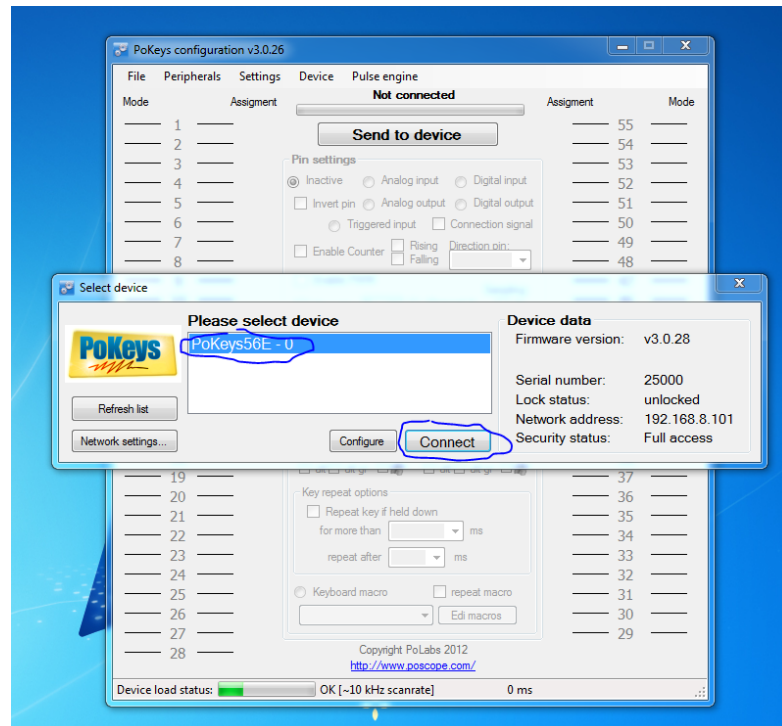 PoKeys configuration v3.0.26
File Peripherals Settings Device Pulse engine
Mode Assigment Not connected Assigment Mode
1 Send to device 55
2 54
3 Pin settings 53
4 Inactive Analog input Digital input 52
5 Invert pin Analog output Digital output 51
6 Triggered input Connection signal 50
7 Enable Counter Rising Direction pin: 49
8 Falling 48
Select device X
Please select device
PoKeys56E - 0
PoKeys
Refresh list
Network settings...
Configure
Connect
Device data
Firmware version: v3.0.28
Serial number: 25000
Lock status: unlocked
Network address: 192.168.8.101
Security status: Full access
19 37
20 Key repeat options 36
21 Repeat key if held down 35
22 for more than ms 34
23 repeat after ms 33
24 32
25 Keyboard macro repeat macro 31
26 Edi macros 30
27 29
28 Copyright PoLabs 2012
http://www.poscope.com/
Device load status: OK [~10 kHz scanrate] 0 ms